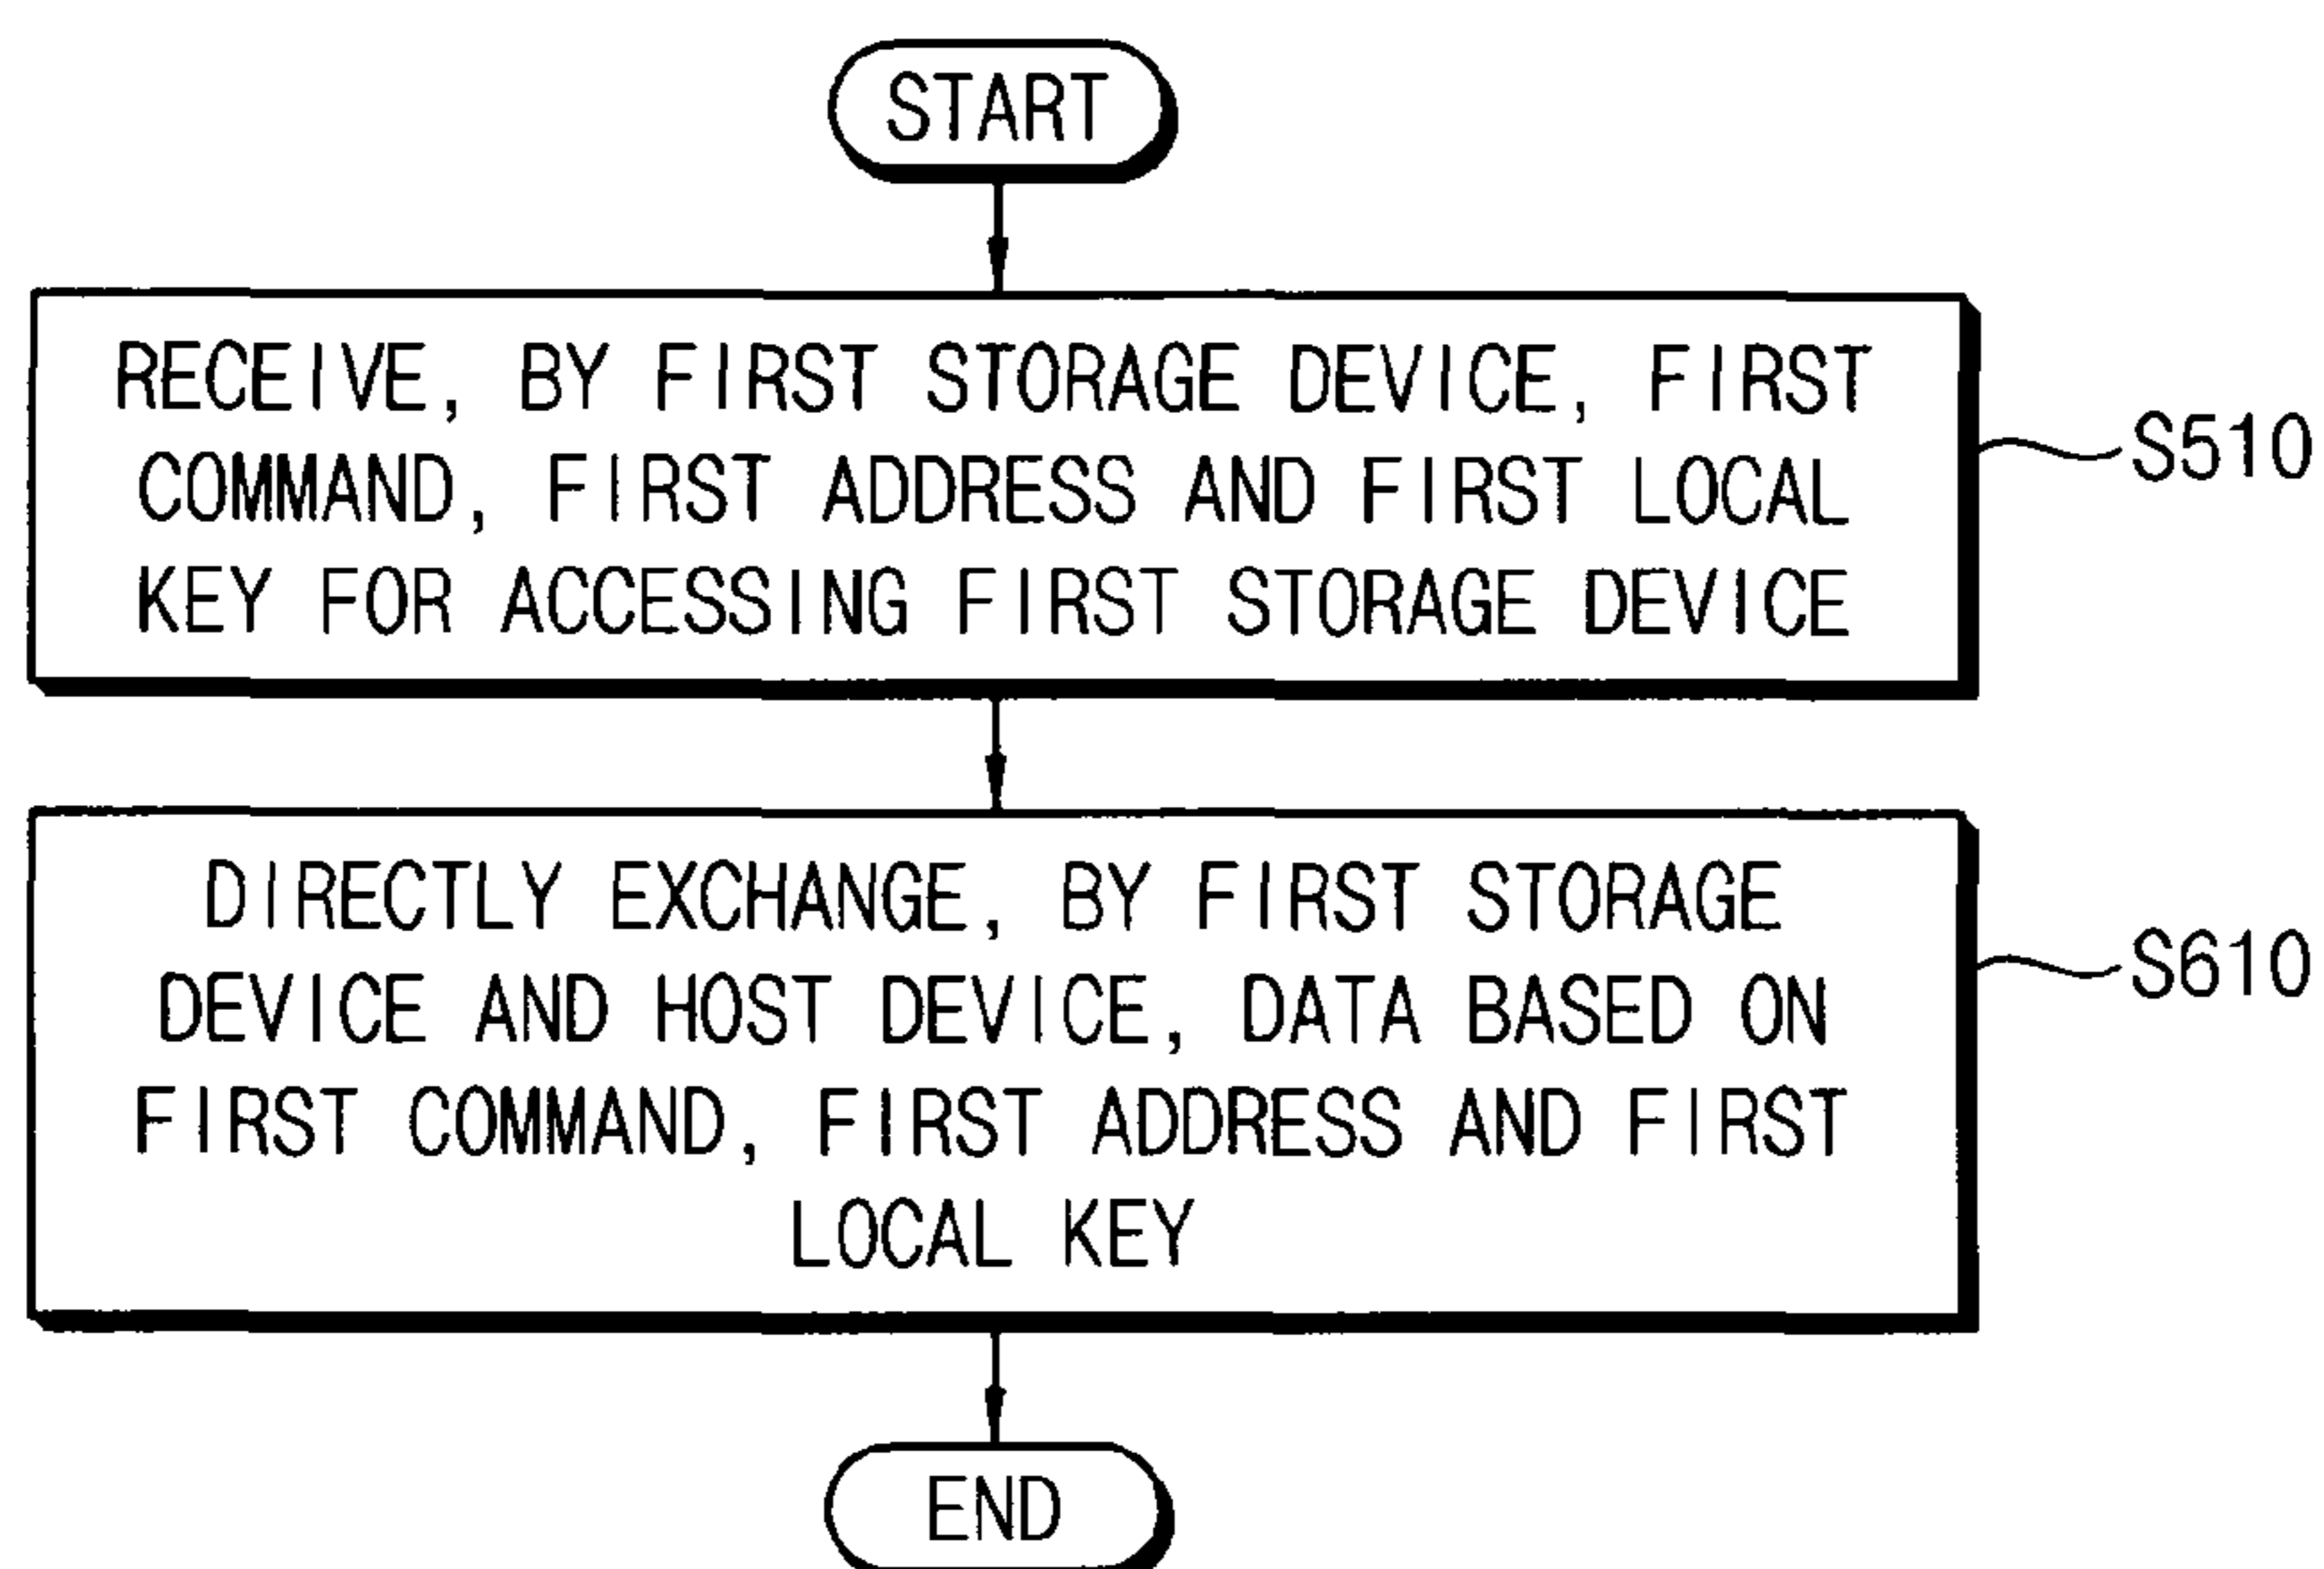 START
RECEIVE, BY FIRST STORAGE DEVICE, FIRST
COMMAND, FIRST ADDRESS AND FIRST LOCAL
KEY FOR ACCESSING FIRST STORAGE DEVICE
S510
DIRECTLY EXCHANGE, BY FIRST STORAGE
DEVICE AND HOST DEVICE, DATA BASED ON
FIRST COMMAND, FIRST ADDRESS AND FIRST
LOCAL KEY
S610
END